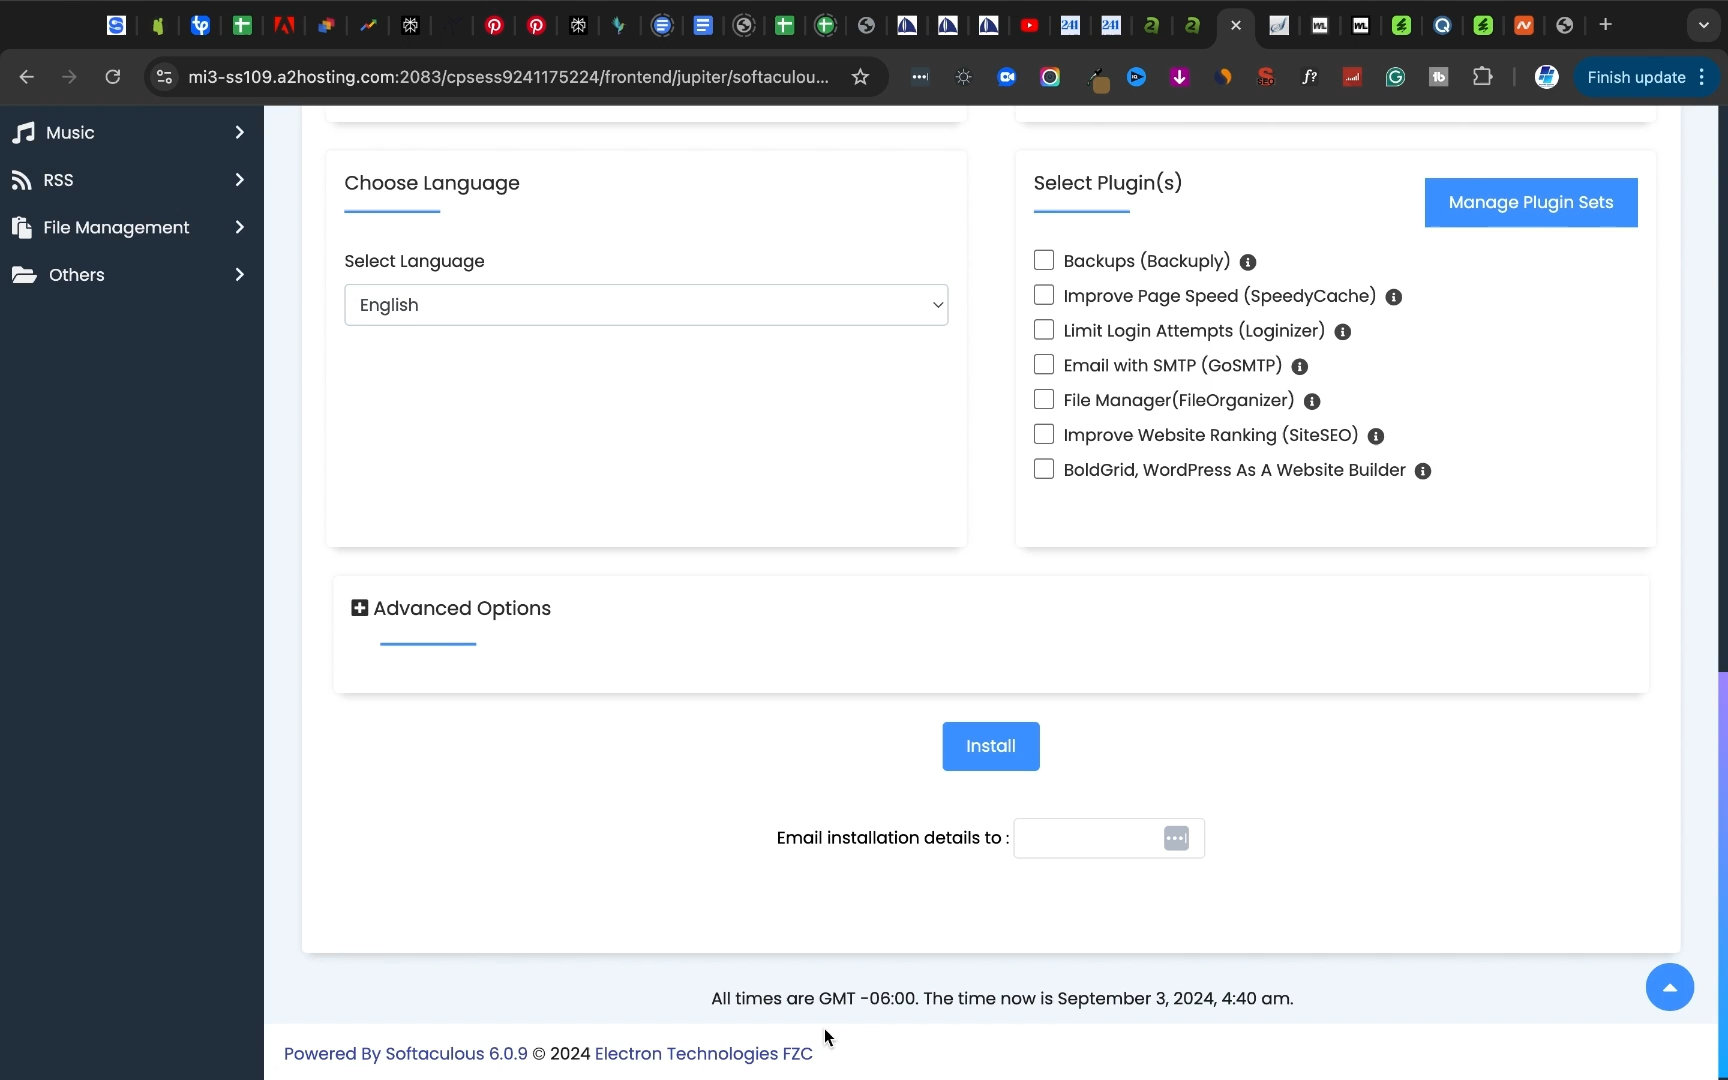 mi3-ss109.a2hosting.com:2083/cpsess9241175224/frontend/jupiter/softaculou...
Finish update
Music
RSS
File Management
Others
Choose Language
Select Language
English
Select Plugin(s)
Manage Plugin Sets
Backups (Backuply)
Improve Page Speed (SpeedyCache)
Limit Login Attempts (Loginizer)
Email with SMTP (GoSMTP)
File Manager(FileOrganizer)
Improve Website Ranking (SiteSEO)
BoldGrid, WordPress As A Website Builder
Advanced Options
Install
Email installation details to :
All times are GMT -06:00. The time now is September 3, 2024, 4:40 am.
Powered By Softaculous 6.0.9 © 2024 Electron Technologies FZC